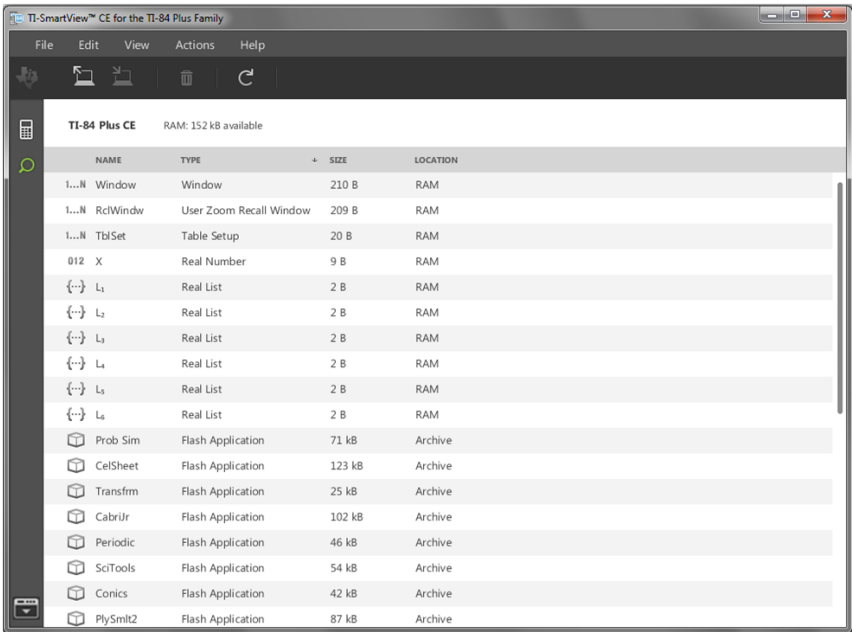 TI-SmartView™ CE for the TI-84 Plus Family
File Edit View Actions Help
TI-84 Plus CE RAM: 152 kB available
NAME TYPE SIZE LOCATION
1...N Window Window 210 B RAM
1...N RclWindw User Zoom Recall Window 209 B RAM
1...N TblSet Table Setup 20 B RAM
012 X Real Number 9 B RAM
{...} L₁ Real List 2 B RAM
{...} L₂ Real List 2 B RAM
{...} L₃ Real List 2 B RAM
{...} L₄ Real List 2 B RAM
{...} L₅ Real List 2 B RAM
{...} L₆ Real List 2 B RAM
Prob Sim Flash Application 71 kB Archive
CelSheet Flash Application 123 kB Archive
Transfrm Flash Application 25 kB Archive
CabriJr Flash Application 102 kB Archive
Periodic Flash Application 46 kB Archive
SciTools Flash Application 54 kB Archive
Conics Flash Application 42 kB Archive
PlySmlt2 Flash Application 87 kB Archive